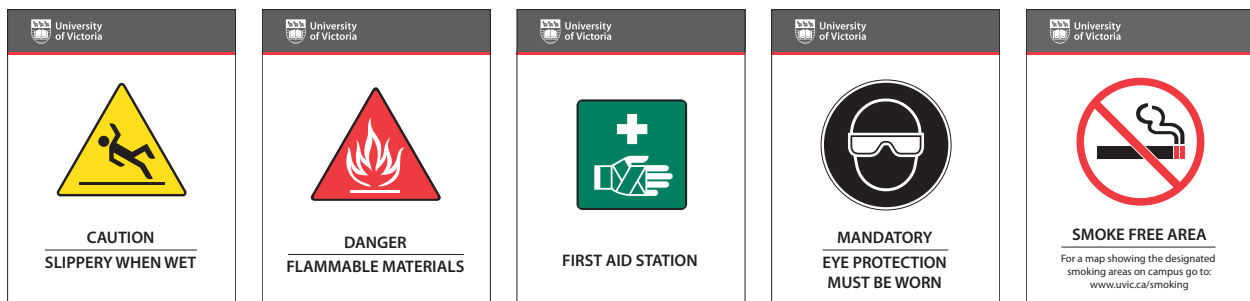 University
of Victoria
CAUTION
SLIPPERY WHEN WET
University
of Victoria
DANGER
FLAMMABLE MATERIALS
University
of Victoria
FIRST AID STATION
University
of Victoria
MANDATORY
EYE PROTECTION
MUST BE WORN
University
of Victoria
SMOKE FREE AREA
For a map showing the designated
smoking areas on campus go to:
www.uvic.ca/smoking